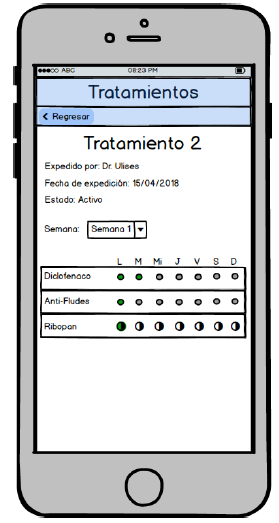 ABC 08:23 PM
Tratamientos
< Regresar
Tratamiento 2
Expedido por: Dr. Ulises
Fecha de expedición: 15/04/2018
Estado: Activo
Semana: Semana 1
L M Mi J V S D
Diclofenaco
Anti-Fludes
Ribopan